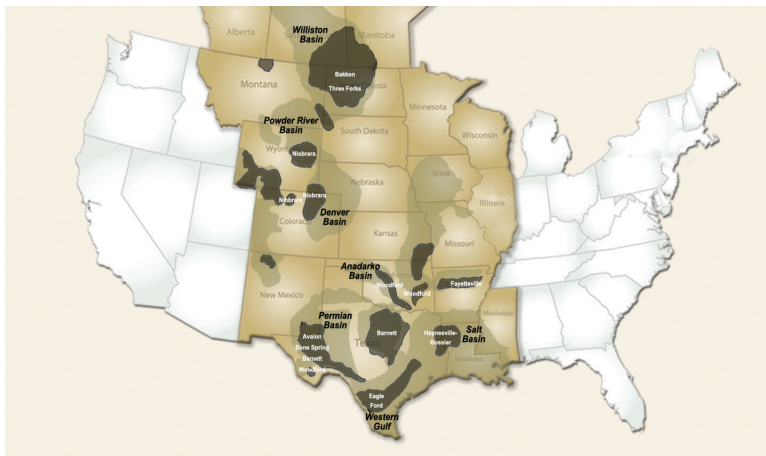 Williston
Basin
Alberta
Manitoba
Bakken
Three Forks
Montana
Minnesota
Powder River
Basin
South Dakota
Wisconsin
Niobrara
Nebraska
Iowa
Niobrara
Niobrara
Illinois
Denver
Basin
Colorado
Kansas
Missouri
Anadarko
Basin
Woodford
Woodford
Fayetteville
New Mexico
Mississippi
Permian
Basin
Avalon
Bone Spring
Barnett
Woodford
Barnett
Texas
Haynesville-
Bossier
Salt
Basin
Louisiana
Eagle
Ford
Western
Gulf